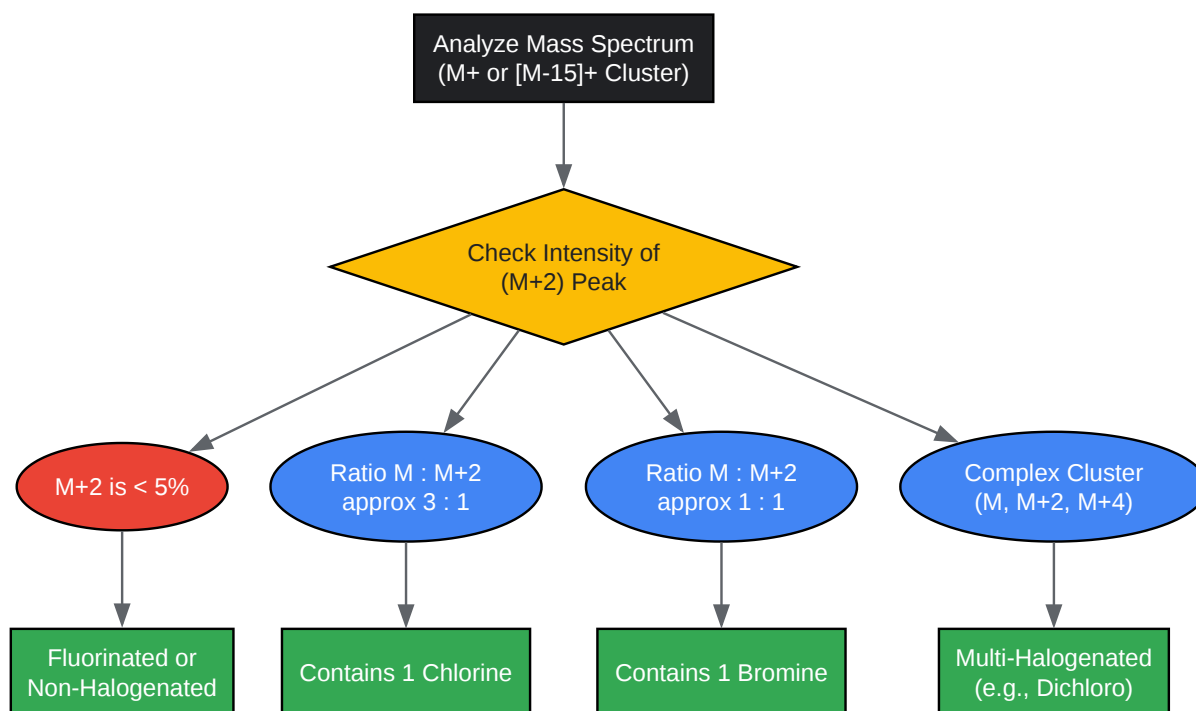 Analyze Mass Spectrum
(M+ or [M-15]+ Cluster)
Check Intensity of
(M+2) Peak
M+2 is < 5%
Ratio M : M+2
approx 3 : 1
Ratio M : M+2
approx 1 : 1
Complex Cluster
(M, M+2, M+4)
Fluorinated or
Non-Halogenated
Contains 1 Chlorine
Contains 1 Bromine
Multi-Halogenated
(e.g., Dichloro)